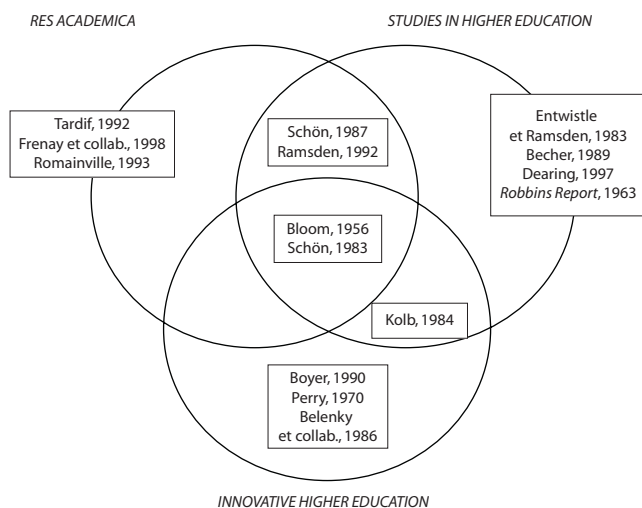 RES ACADEMICA
STUDIES IN HIGHER EDUCATION
Tardif, 1992
Frenay et collab., 1998
Romainville, 1993
Schön, 1987
Ramsden, 1992
Entwistle
et Ramsden, 1983
Becher, 1989
Dearing, 1997
Robbins Report, 1963
Bloom, 1956
Schön, 1983
Kolb, 1984
Boyer, 1990
Perry, 1970
Belenky
et collab., 1986
INNOVATIVE HIGHER EDUCATION